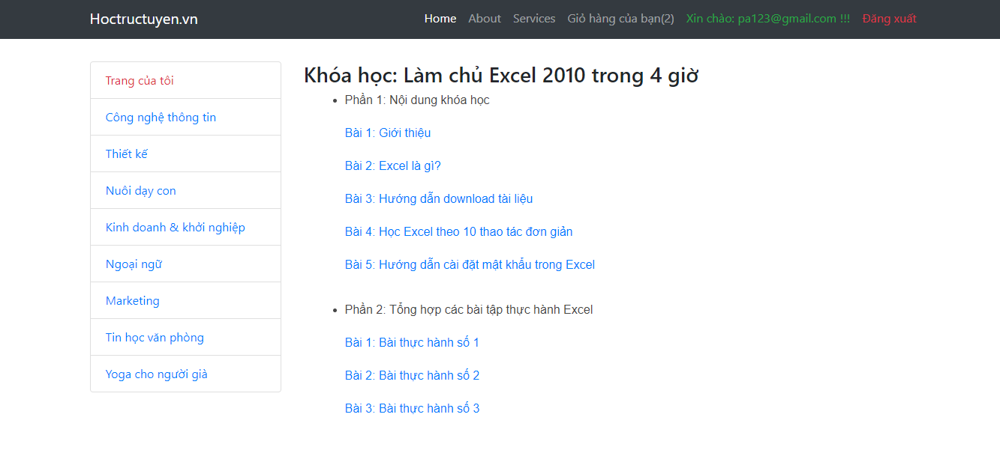 Hoctructuyen.vn Home About Services Giỏ hàng của bạn(2) Xin chào: pa123@gmail.com !!! Đăng xuất
Trang của tôi
Công nghệ thông tin
Thiết kế
Nuôi dạy con
Kinh doanh & khởi nghiệp
Ngoại ngữ
Marketing
Tin học văn phòng
Yoga cho người già
Khóa học: Làm chủ Excel 2010 trong 4 giờ
Phần 1: Nội dung khóa học
Bài 1: Giới thiệu
Bài 2: Excel là gì?
Bài 3: Hướng dẫn download tài liệu
Bài 4: Học Excel theo 10 thao tác đơn giản
Bài 5: Hướng dẫn cài đặt mật khẩu trong Excel
Phần 2: Tổng hợp các bài tập thực hành Excel
Bài 1: Bài thực hành số 1
Bài 2: Bài thực hành số 2
Bài 3: Bài thực hành số 3